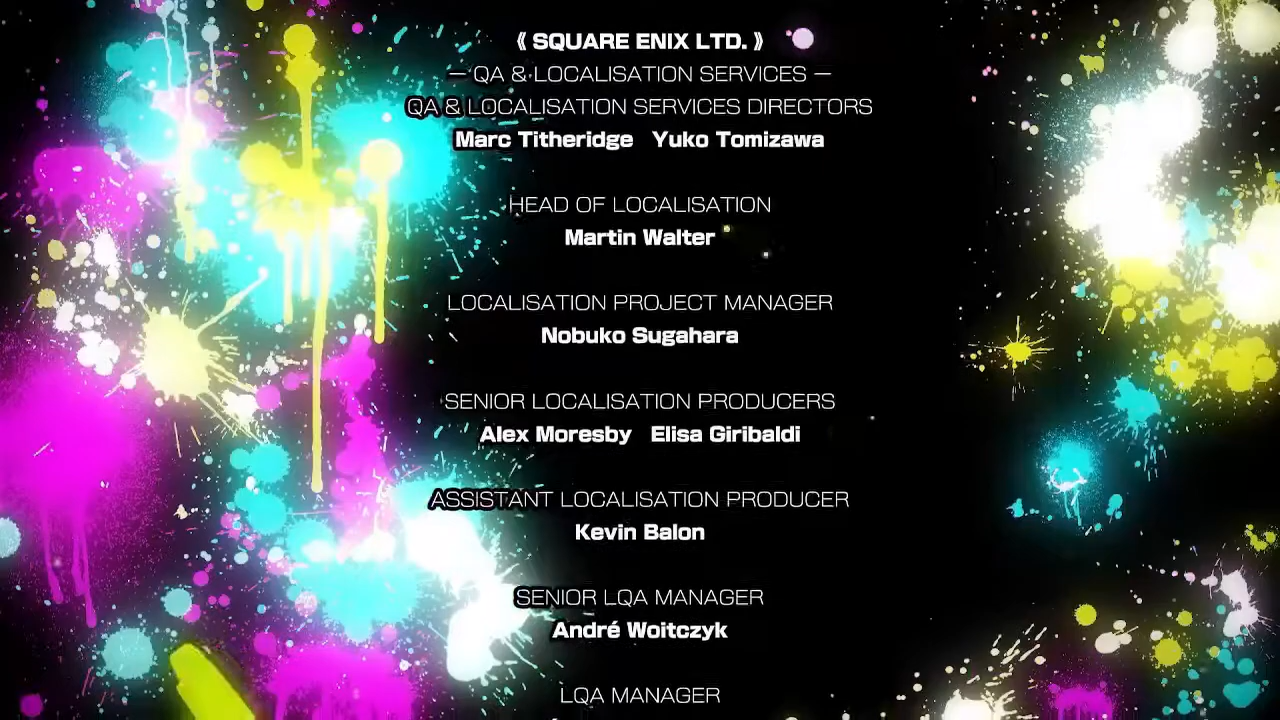 《 SQUARE ENIX LTD. 》
— QA & LOCALISATION SERVICES —
QA & LOCALISATION SERVICES DIRECTORS
Marc Titheridge Yuko Tomizawa
HEAD OF LOCALISATION
Martin Walter
LOCALISATION PROJECT MANAGER
Nobuko Sugahara
SENIOR LOCALISATION PRODUCERS
Alex Moresby Elisa Giribaldi
ASSISTANT LOCALISATION PRODUCER
Kevin Balon
SENIOR LQA MANAGER
André Woitczyk
LQA MANAGER